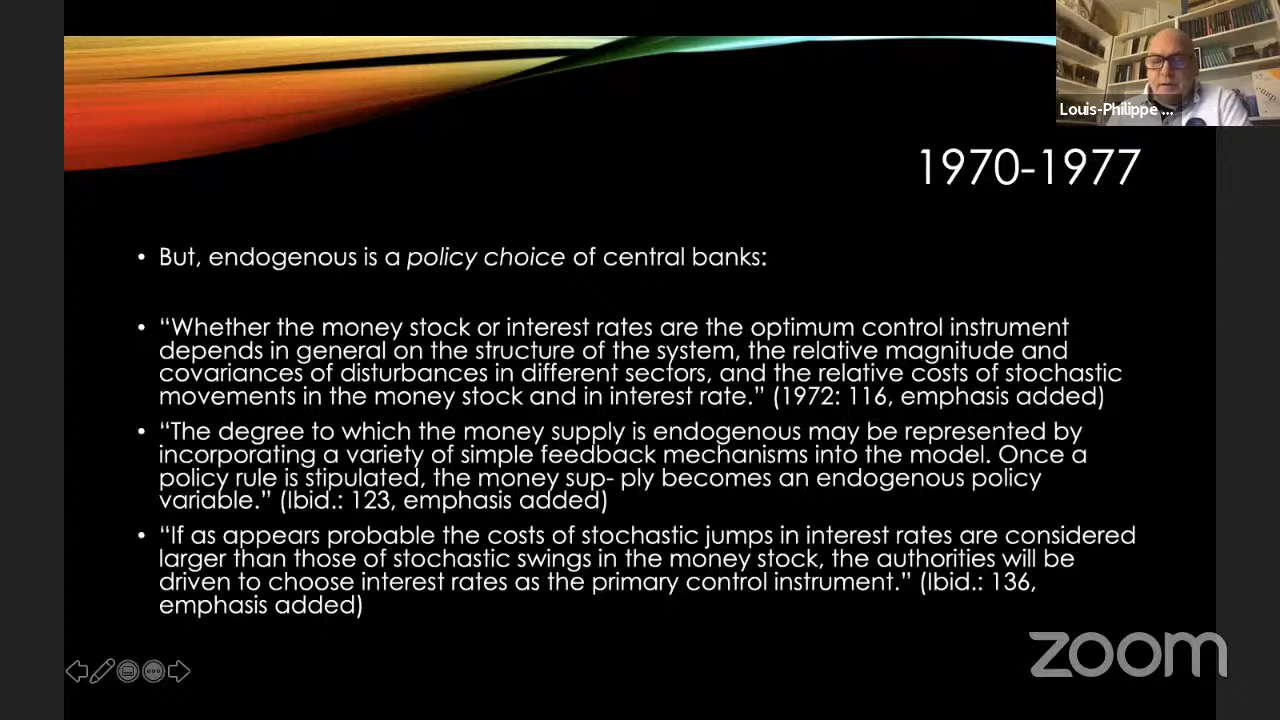 Louis-Philippe ...
1970-1977
• But, endogenous is a policy choice of central banks:
• “Whether the money stock or interest rates are the optimum control instrument
depends in general on the structure of the system, the relative magnitude and
covariances of disturbances in different sectors, and the relative costs of stochastic
movements in the money stock and in interest rate.” (1972: 116, emphasis added)
• “The degree to which the money supply is endogenous may be represented by
incorporating a variety of simple feedback mechanisms into the model. Once a
policy rule is stipulated, the money sup- ply becomes an endogenous policy
variable.” (Ibid.: 123, emphasis added)
• “If as appears probable the costs of stochastic jumps in interest rates are considered
larger than those of stochastic swings in the money stock, the authorities will be
driven to choose interest rates as the primary control instrument.” (Ibid.: 136,
emphasis added)
zoom